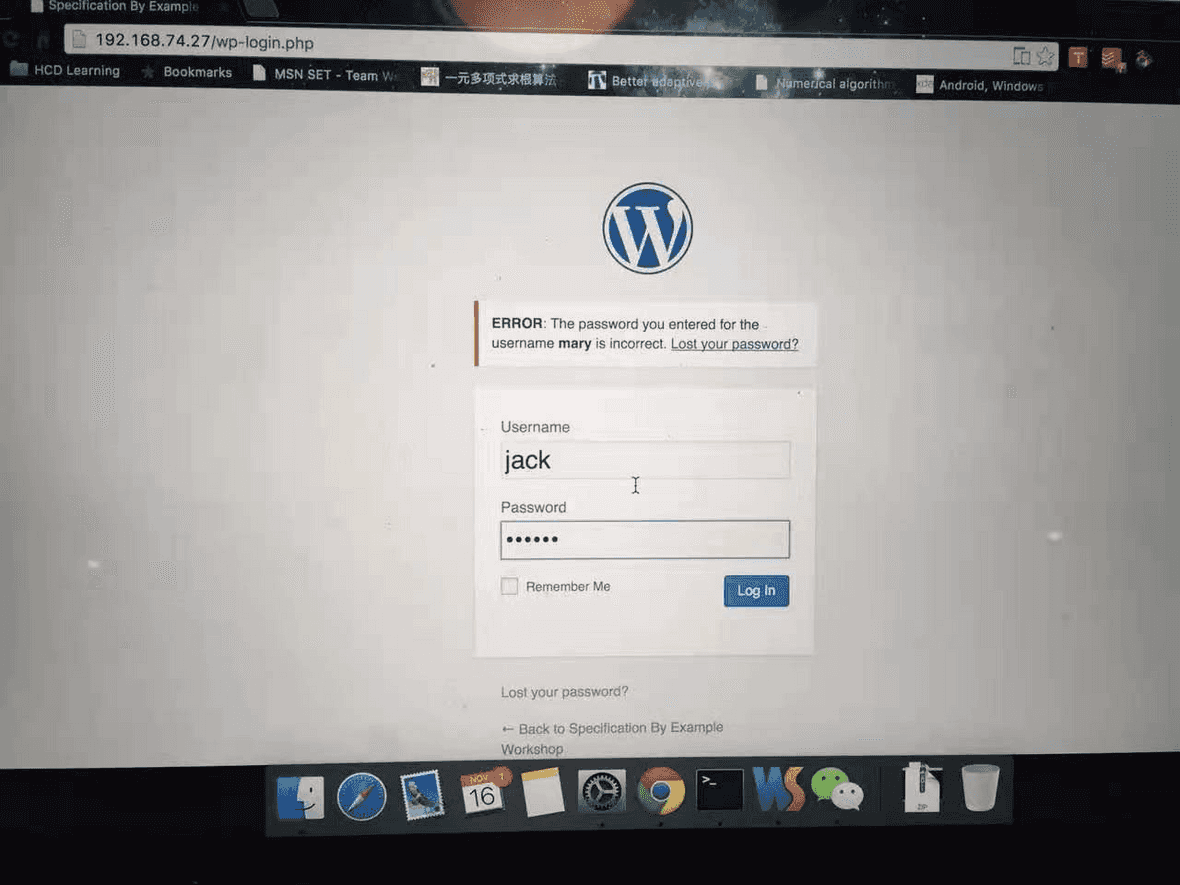 Specification By Example
192.168.74.27/wp-login.php
HCD Learning Bookmarks MSN SET - Team 一元多项式求根算法 Better adaptive Numerical algorithm Android, Windows
ERROR: The password you entered for the
username mary is incorrect. Lost your password?
Username
jack
Password
Remember Me
Log In
Lost your password?
← Back to Specification By Example
Workshop
NOV 1
16
>_
WS
ZIP